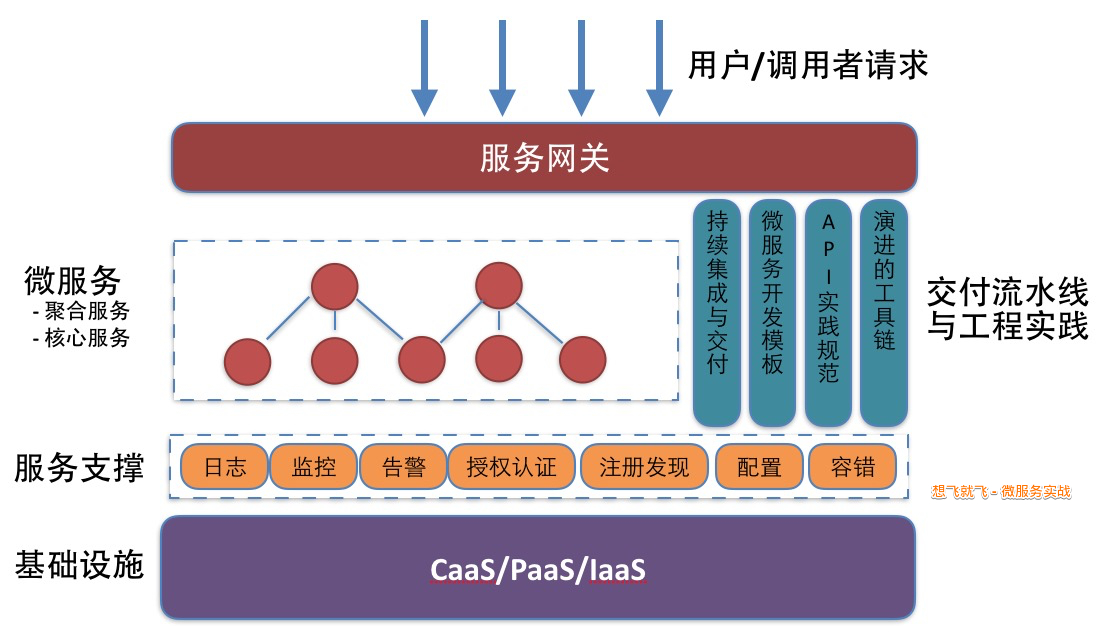 用户/调用者请求
服务网关
微服务
- 聚合服务
- 核心服务
持续集成与交付
微服务开发模板
API实践规范
演进的工具链
交付流水线
与工程实践
服务支撑
日志
监控
告警
授权认证
注册发现
配置
容错
想飞就飞 - 微服务实战
基础设施
CaaS/PaaS/IaaS